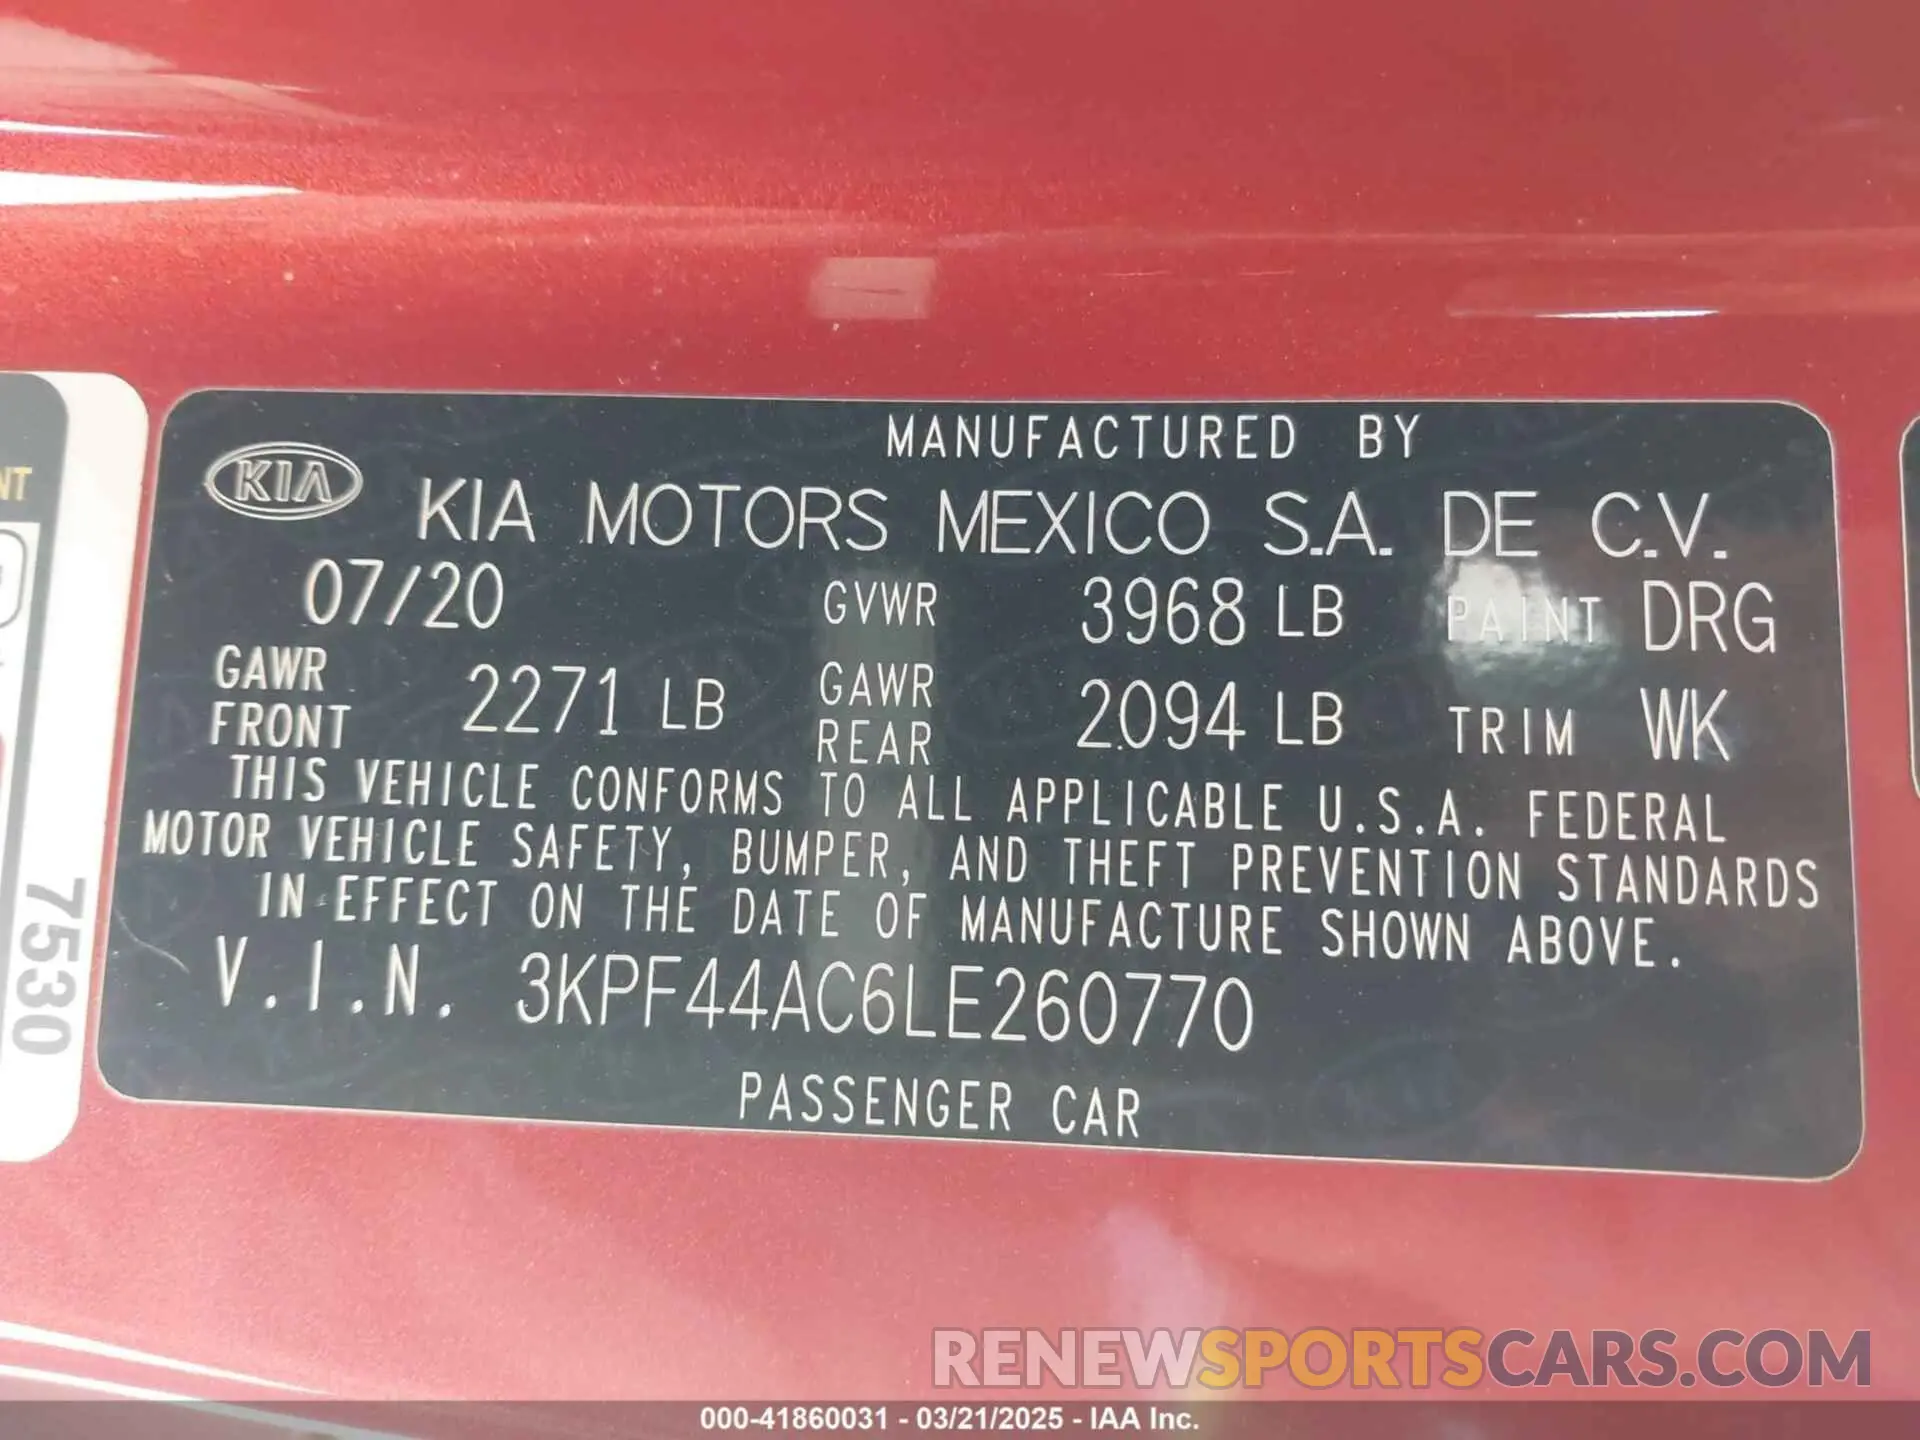 MANUFACTURED BY
KIA KIA MOTORS MEXICO S.A. DE C.V.
07/20 GVWR 3968 LB PAINT DRG
GAWR FRONT 2271 LB GAWR REAR 2094 LB TRIM WK
THIS VEHICLE CONFORMS TO ALL APPLICABLE U.S.A. FEDERAL
MOTOR VEHICLE SAFETY, BUMPER, AND THEFT PREVENTION STANDARDS
IN EFFECT ON THE DATE OF MANUFACTURE SHOWN ABOVE.
V.I.N. 3KPF44AC6LE260770
PASSENGER CAR
NT
7530
RENEWSPORTSCARS.COM
000-41860031 - 03/21/2025 - IAA Inc.